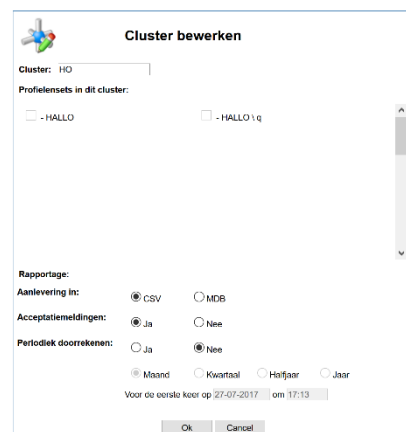 Cluster bewerken
Cluster: HO
Profielensets in dit cluster:
- HALLO - HALLO \ q
Rapportage:
Aanlevering in: CSV MDB
Acceptatiemeldingen: Ja Nee
Periodiek doorrekenen: Ja Nee
Maand Kwartaal Halfjaar Jaar
Voor de eerste keer op 27-07-2017 om 17:13
Ok Cancel